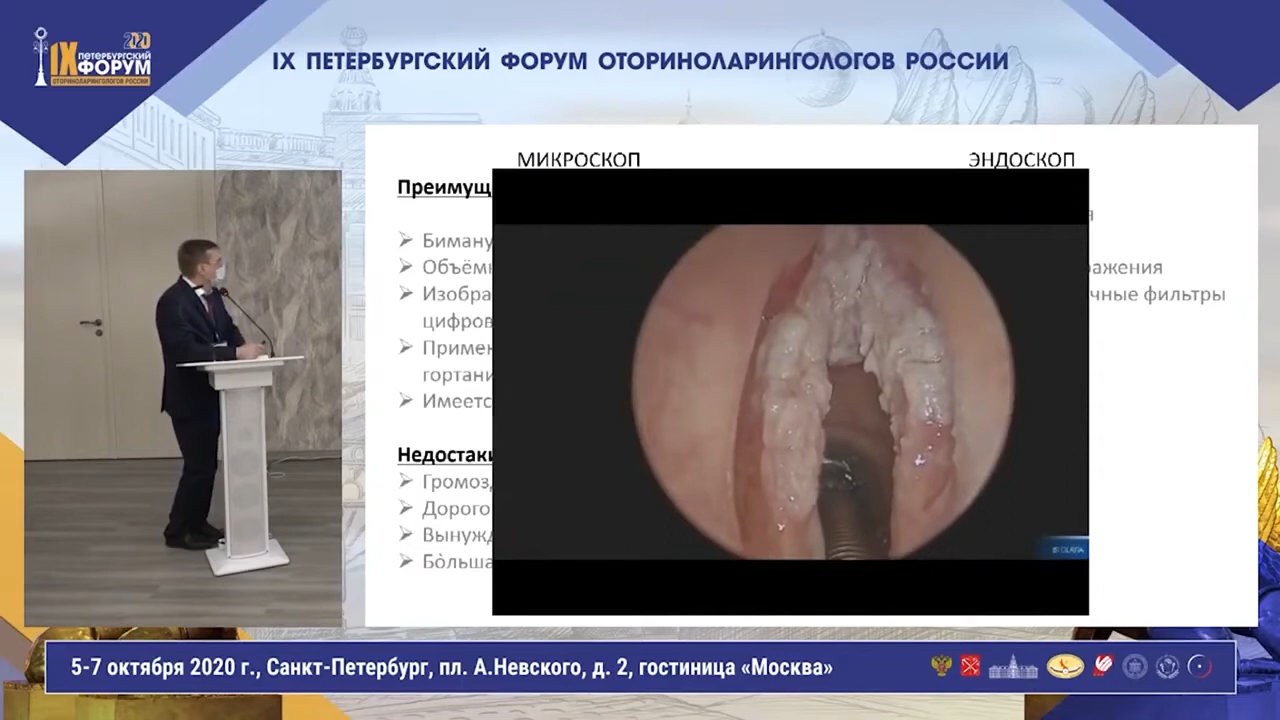 2020
IX
ПЕТЕРБУРГСКИЙ
ФОРУМ
ОТОРИНОЛАРИНГОЛОГОВ РОССИИ
IX ПЕТЕРБУРГСКИЙ ФОРУМ ОТОРИНОЛАРИНГОЛОГОВ РОССИИ
МИКРОСКОП
ЭНДОСКОП
Преимущ
Биману
Объём
Изобра
цифров
Примен
гортани
Имеетс
я
ражения
чные фильтры
Недостаки
Громоз
Дорого
Вынужд
Бо̀льша
5-7 октября 2020 г., Санкт-Петербург, пл. А.Невского, д. 2, гостиница «Москва»